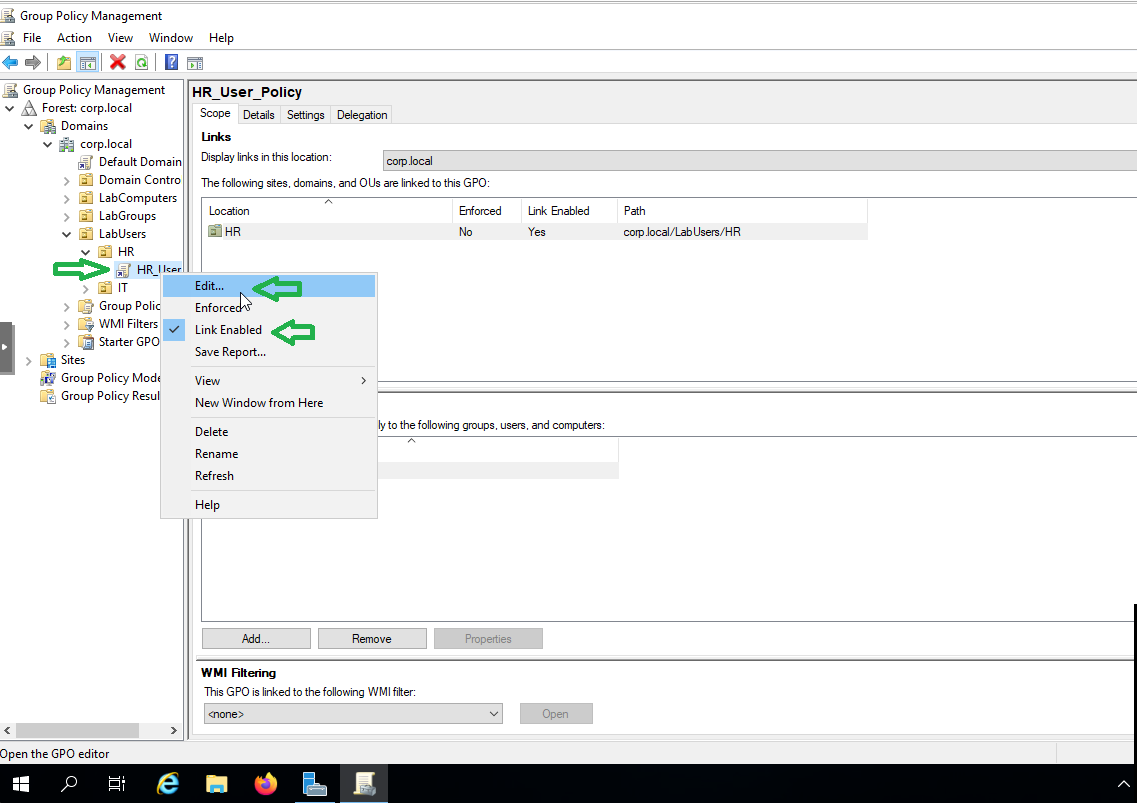 Group Policy Management
File Action View Window Help
Group Policy Management
Forest: corp.local
Domains
corp.local
Default Domain
Domain Contro
LabComputers
LabGroups
LabUsers
HR
HR_User
IT
Group Polic
WMI Filters
Starter GPO
Sites
Group Policy Mode
Group Policy Resul
HR_User_Policy
Scope Details Settings Delegation
Links
Display links in this location:
corp.local
The following sites, domains, and OUs are linked to this GPO:
Location Enforced Link Enabled Path
HR No Yes corp.local/LabUsers/HR
Edit...
Enforced
Link Enabled
Save Report...
View
New Window from Here
Delete
Rename
Refresh
Help
ly to the following groups, users, and computers:
Add... Remove Properties
WMI Filtering
This GPO is linked to the following WMI filter:
<none> Open
Open the GPO editor